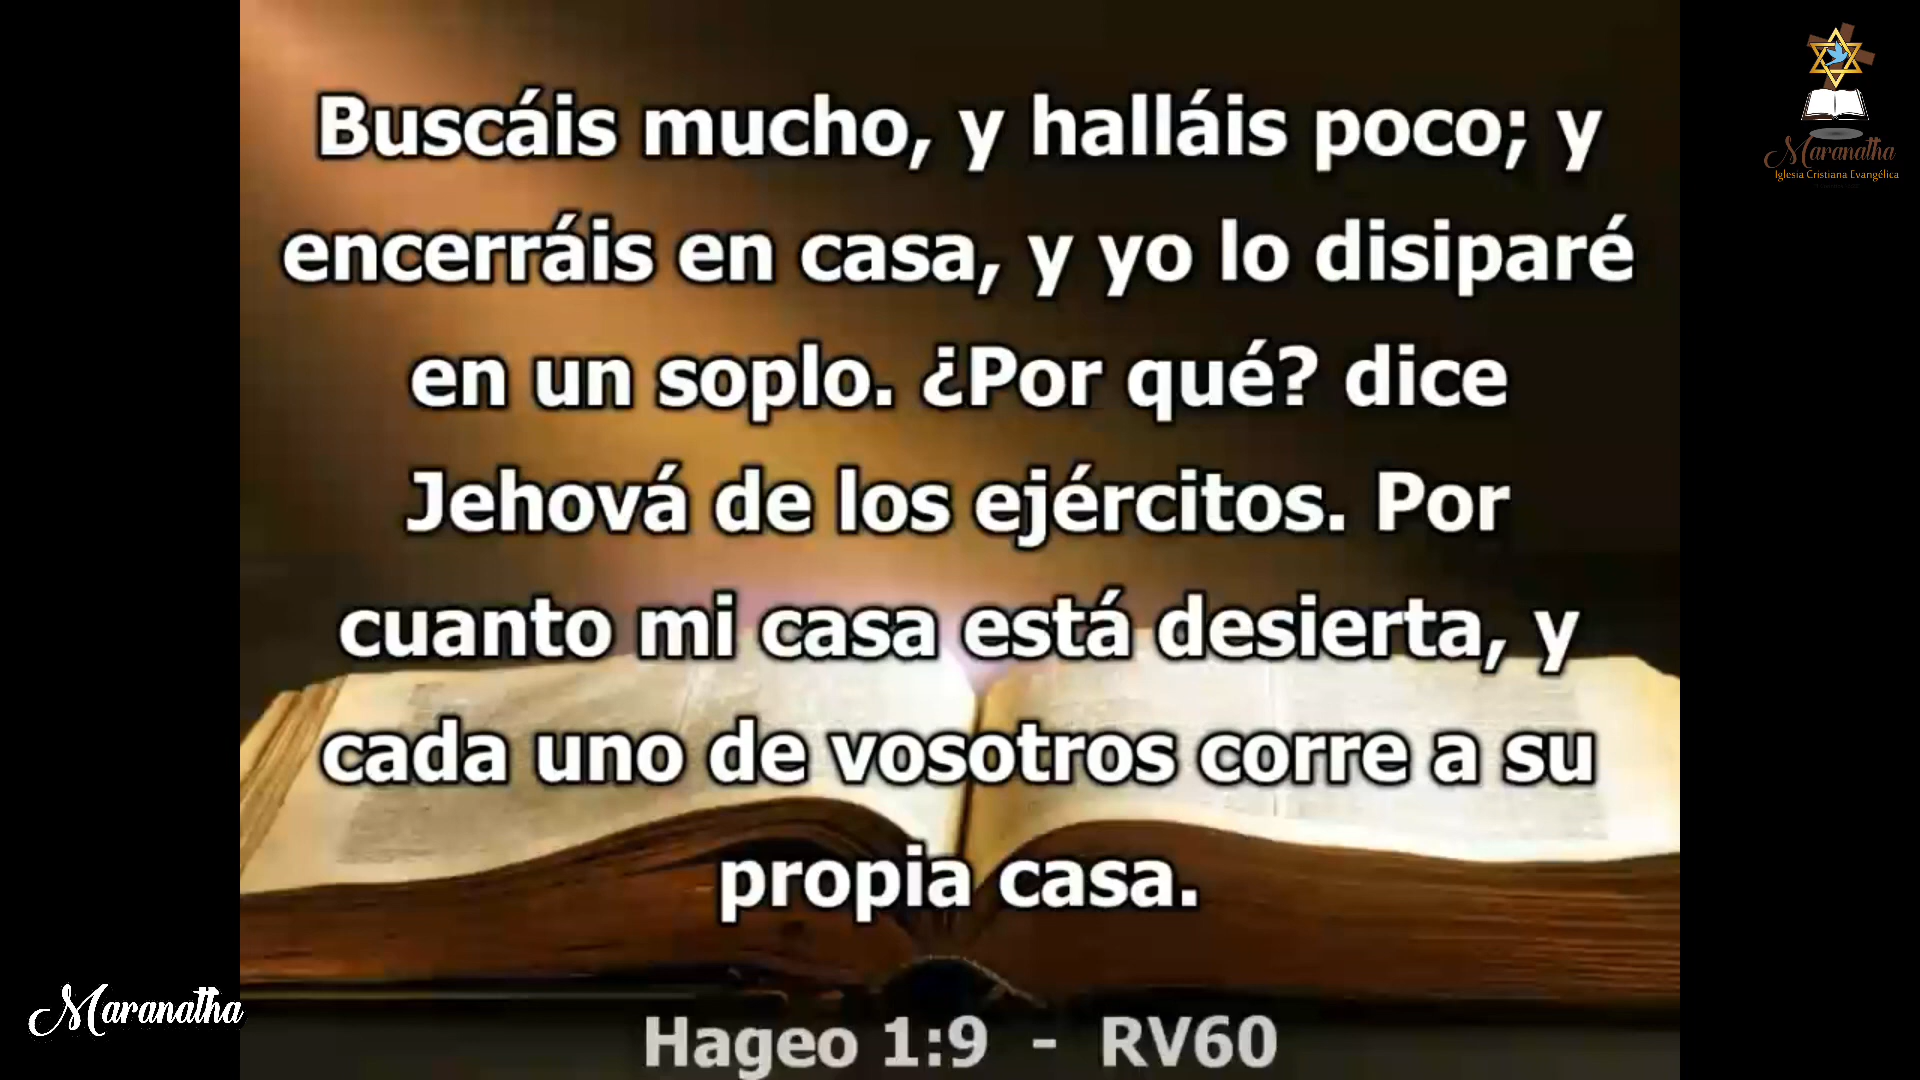 Buscáis mucho, y halláis poco; y
encerráis en casa, y yo lo disiparé
en un soplo. ¿Por qué? dice
Jehová de los ejércitos. Por
cuanto mi casa está desierta, y
cada uno de vosotros corre a su
propia casa.
Hageo 1:9 - RV60
Maranatha
Iglesia Cristiana Evangélica
Maranatha